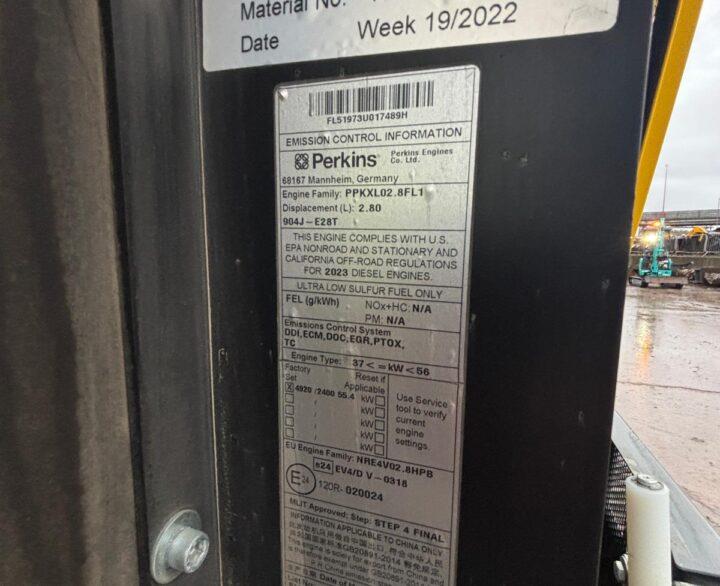 Material No.
Date Week 19/2022
FL51973U017489H
EMISSION CONTROL INFORMATION
Perkins Perkins Engines Co. Ltd.
68167 Mannheim, Germany
Engine Family: PPKXL02.8FL1
Displacement (L): 2.80
904J-E28T
THIS ENGINE COMPLIES WITH U.S.
EPA NONROAD AND STATIONARY AND
CALIFORNIA OFF-ROAD REGULATIONS
FOR 2023 DIESEL ENGINES.
ULTRA LOW SULFUR FUEL ONLY
FEL (g/kWh) NOx+HC: N/A
PM: N/A
Emissions Control System
DDI,ECM,DOC,EGR,PTOX,
TC
Engine Type: 37<=kW<56
Factory Set Reset if Applicable
X 4920 /2400 55.4 kW
/ kW
/ kW
/ kW
/ kW
Use Service
tool to verify
current
engine
settings.
EU Engine Family: NRE4V02.8HPB
e24 EV4/D V-0318
E24 120R-020024
MLIT Approved: Step: STEP 4 FINAL
INFORMATION APPLICABLE TO CHINA ONLY